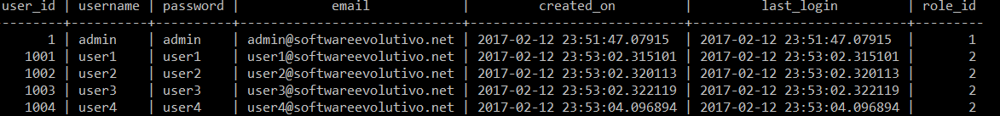 user_id | username | password | email | created_on | last_login | role_id
--------+----------+----------+----------------------------+----------------------------+----------------------------+---------
1 | admin | admin | admin@softwareevolutivo.net | 2017-02-12 23:51:47.07915 | 2017-02-12 23:51:47.07915 | 1
1001 | user1 | user1 | user1@softwareevolutivo.net | 2017-02-12 23:53:02.315101 | 2017-02-12 23:53:02.315101 | 2
1002 | user2 | user2 | user2@softwareevolutivo.net | 2017-02-12 23:53:02.320113 | 2017-02-12 23:53:02.320113 | 2
1003 | user3 | user3 | user3@softwareevolutivo.net | 2017-02-12 23:53:02.322119 | 2017-02-12 23:53:02.322119 | 2
1004 | user4 | user4 | user4@softwareevolutivo.net | 2017-02-12 23:53:04.096894 | 2017-02-12 23:53:04.096894 | 2